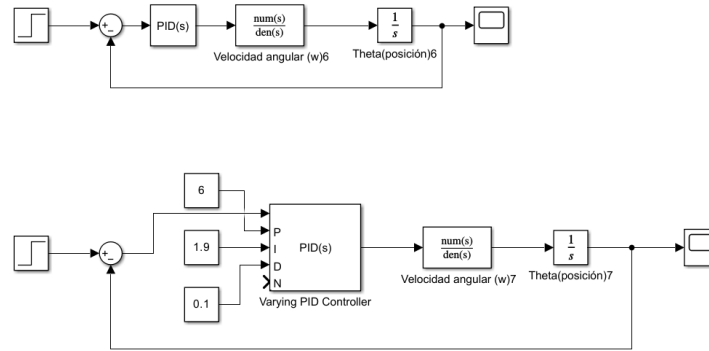 +
−
PID(s)
num(s)
den(s)
Velocidad angular (w)6
1
s
Theta(posición)6
6
1.9
0.1
+
−
P
I
D
N
PID(s)
Varying PID Controller
num(s)
den(s)
Velocidad angular (w)7
1
s
Theta(posición)7